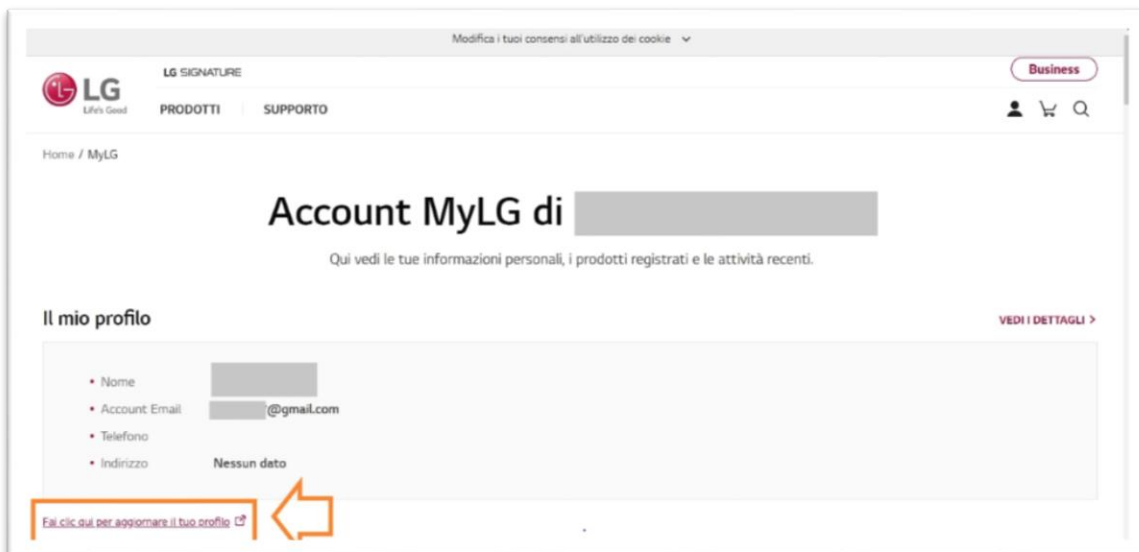 Modifica i tuoi consensi all'utilizzo dei cookie
LG SIGNATURE
Business
LG
Life's Good
PRODOTTI
SUPPORTO
Home / MyLG
Account MyLG di
Qui vedi le tue informazioni personali, i prodotti registrati e le attività recenti.
Il mio profilo
VEDI I DETTAGLI >
• Nome
• Account Email @gmail.com
• Telefono
• Indirizzo Nessun dato
Fai clic qui per aggiornare il tuo profilo